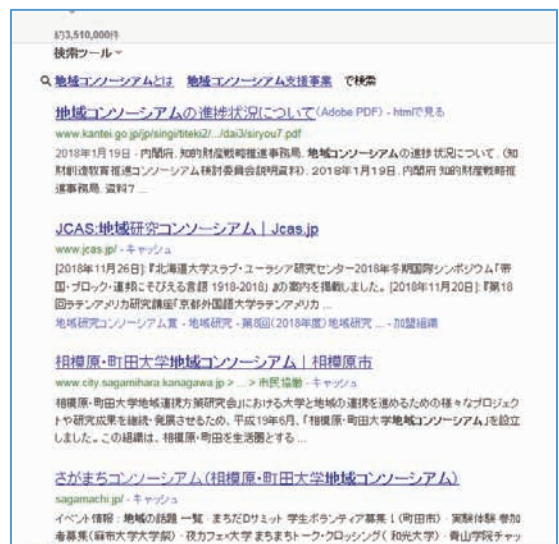 約3,510,000件
検索ツール
地域コンソーシアムとは 地域コンソーシアム支援事業 で検索
地域コンソーシアムの進捗状況について(Adobe PDF) - htmlで見る
www.kantei.go.jp/jp/singi/titeki2/.../dai3/siryou7.pdf
2018年1月19日 - 内閣府. 知的財産戦略推進事務局. 地域コンソーシアムの進捗状況について. (知
財創造教育推進コンソーシアム検討委員会説明資料). 2018年1月19日. 内閣府 知的財産戦略推
進事務局. 資料7 ...
JCAS:地域研究コンソーシアム | Jcas.jp
www.jcas.jp/ - キャッシュ
[2018年11月26日]:『北海道大学スラブ・ユーラシア研究センター2018年冬期国際シンポジウム「帝
国・ブロック・連邦にそびえる言語 1918-2018」』の案内を掲載しました。[2018年11月20日]:『第18
回ラテンアメリカ研究講座「京都外国語大学ラテンアメリカ ...
地域研究コンソーシアム賞 - 地域研究 - 第8回(2018年度)地域研究 ... - 加盟組織
相模原・町田大学地域コンソーシアム | 相模原市
www.city.sagamihara.kanagawa.jp > ... > 市民協働 - キャッシュ
相模原・町田大学地域連携方策研究会」における大学と地域の連携を進めるための様々なプロジェク
トや研究成果を継続・発展させるため、平成19年6月、「相模原・町田大学地域コンソーシアム」を設立
しました。この組織は、相模原・町田を生活圏とする ...
さがまちコンソーシアム(相模原・町田大学地域コンソーシアム)
sagamachi.jp/ - キャッシュ
イベント情報 : 地域の話題 一覧 · まちだDサミット 学生ボランティア募集!(町田市) · 実験体験 参加
者募集(麻布大学大学祭) · 夜カフェ×大学 まちまちトーク・クロッシング( 和光大学) · 青山学院チャッ